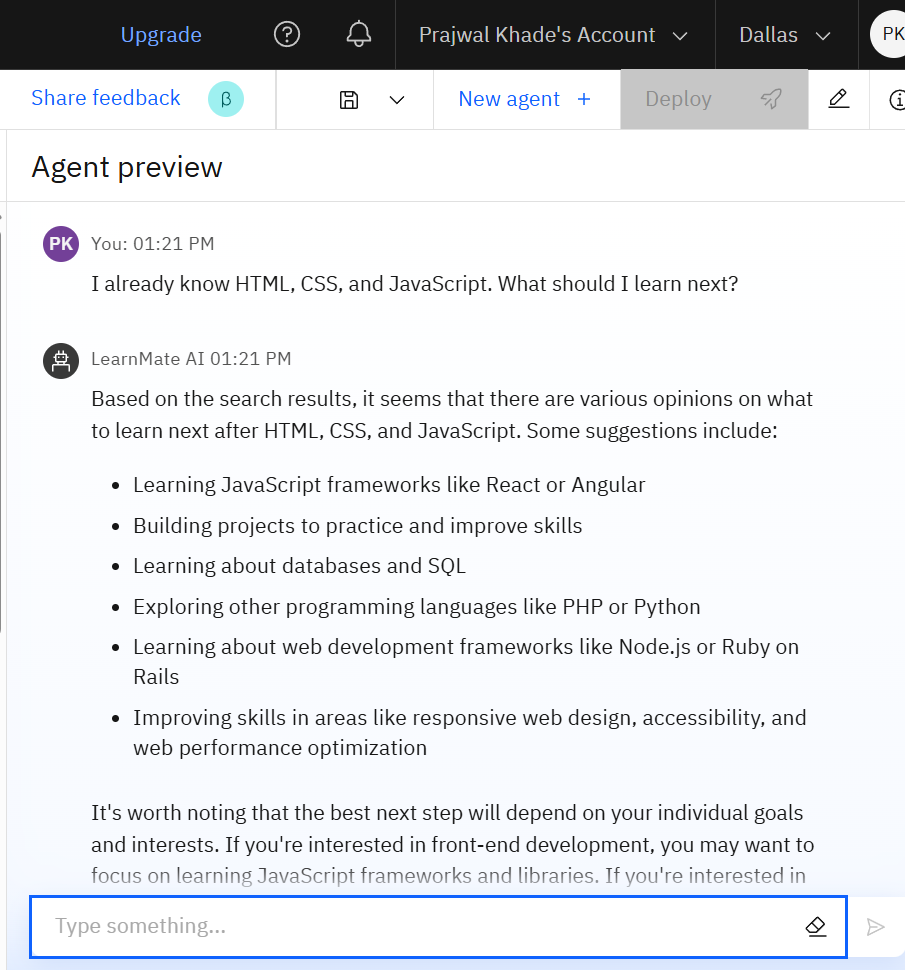 Upgrade
Prajwal Khade's Account
Dallas
PK
Share feedback
β
New agent +
Deploy
Agent preview
PK
You: 01:21 PM
I already know HTML, CSS, and JavaScript. What should I learn next?
LearnMate AI 01:21 PM
Based on the search results, it seems that there are various opinions on what
to learn next after HTML, CSS, and JavaScript. Some suggestions include:
• Learning JavaScript frameworks like React or Angular
• Building projects to practice and improve skills
• Learning about databases and SQL
• Exploring other programming languages like PHP or Python
• Learning about web development frameworks like Node.js or Ruby on
Rails
• Improving skills in areas like responsive web design, accessibility, and
web performance optimization
It's worth noting that the best next step will depend on your individual goals
and interests. If you're interested in front-end development, you may want to
focus on learning JavaScript frameworks and libraries. If you're interested in
Type something...